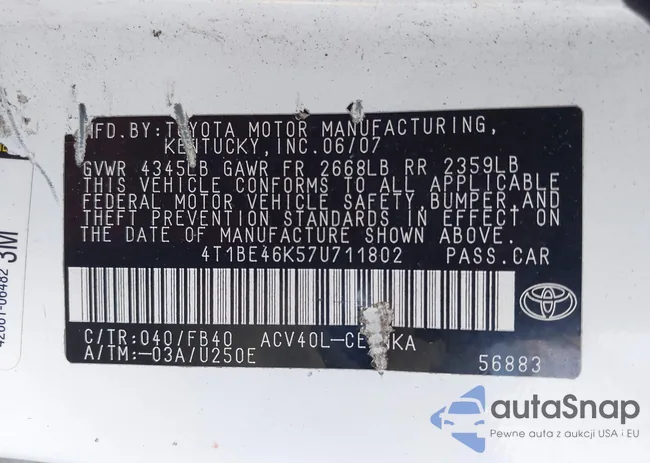 MFD.BY:TOYOTA MOTOR MANUFACTURING,
KENTUCKY, INC.06/07
GVWR 4345LB GAWR FR 2668LB RR 2359LB
THIS VEHICLE CONFORMS TO ALL APPLICABLE
FEDERAL MOTOR VEHICLE SAFETY, BUMPER, AND
THEFT PREVENTION STANDARDS IN EFFECT ON
THE DATE OF MANUFACTURE SHOWN ABOVE.
4T1BE46K57U711802 PASS.CAR
C/TR:040/FB40
A/TM:-03A/U250E 56883
3M
autoSnap
Pewne auta z aukcji USA i EU